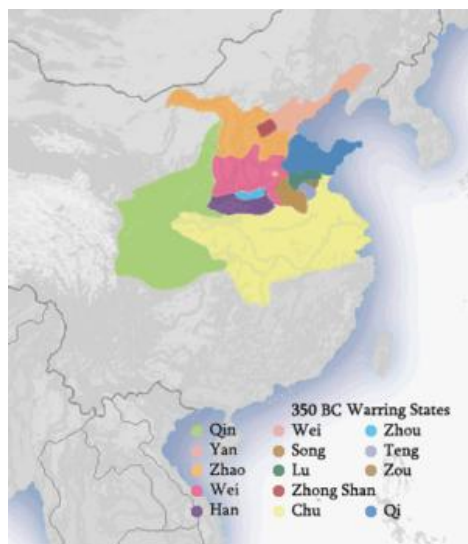 350 BC Warring States
Qin Wei Zhou
Yan Song Teng
Zhao Lu Zou
Wei Zhong Shan
Han Chu Qi